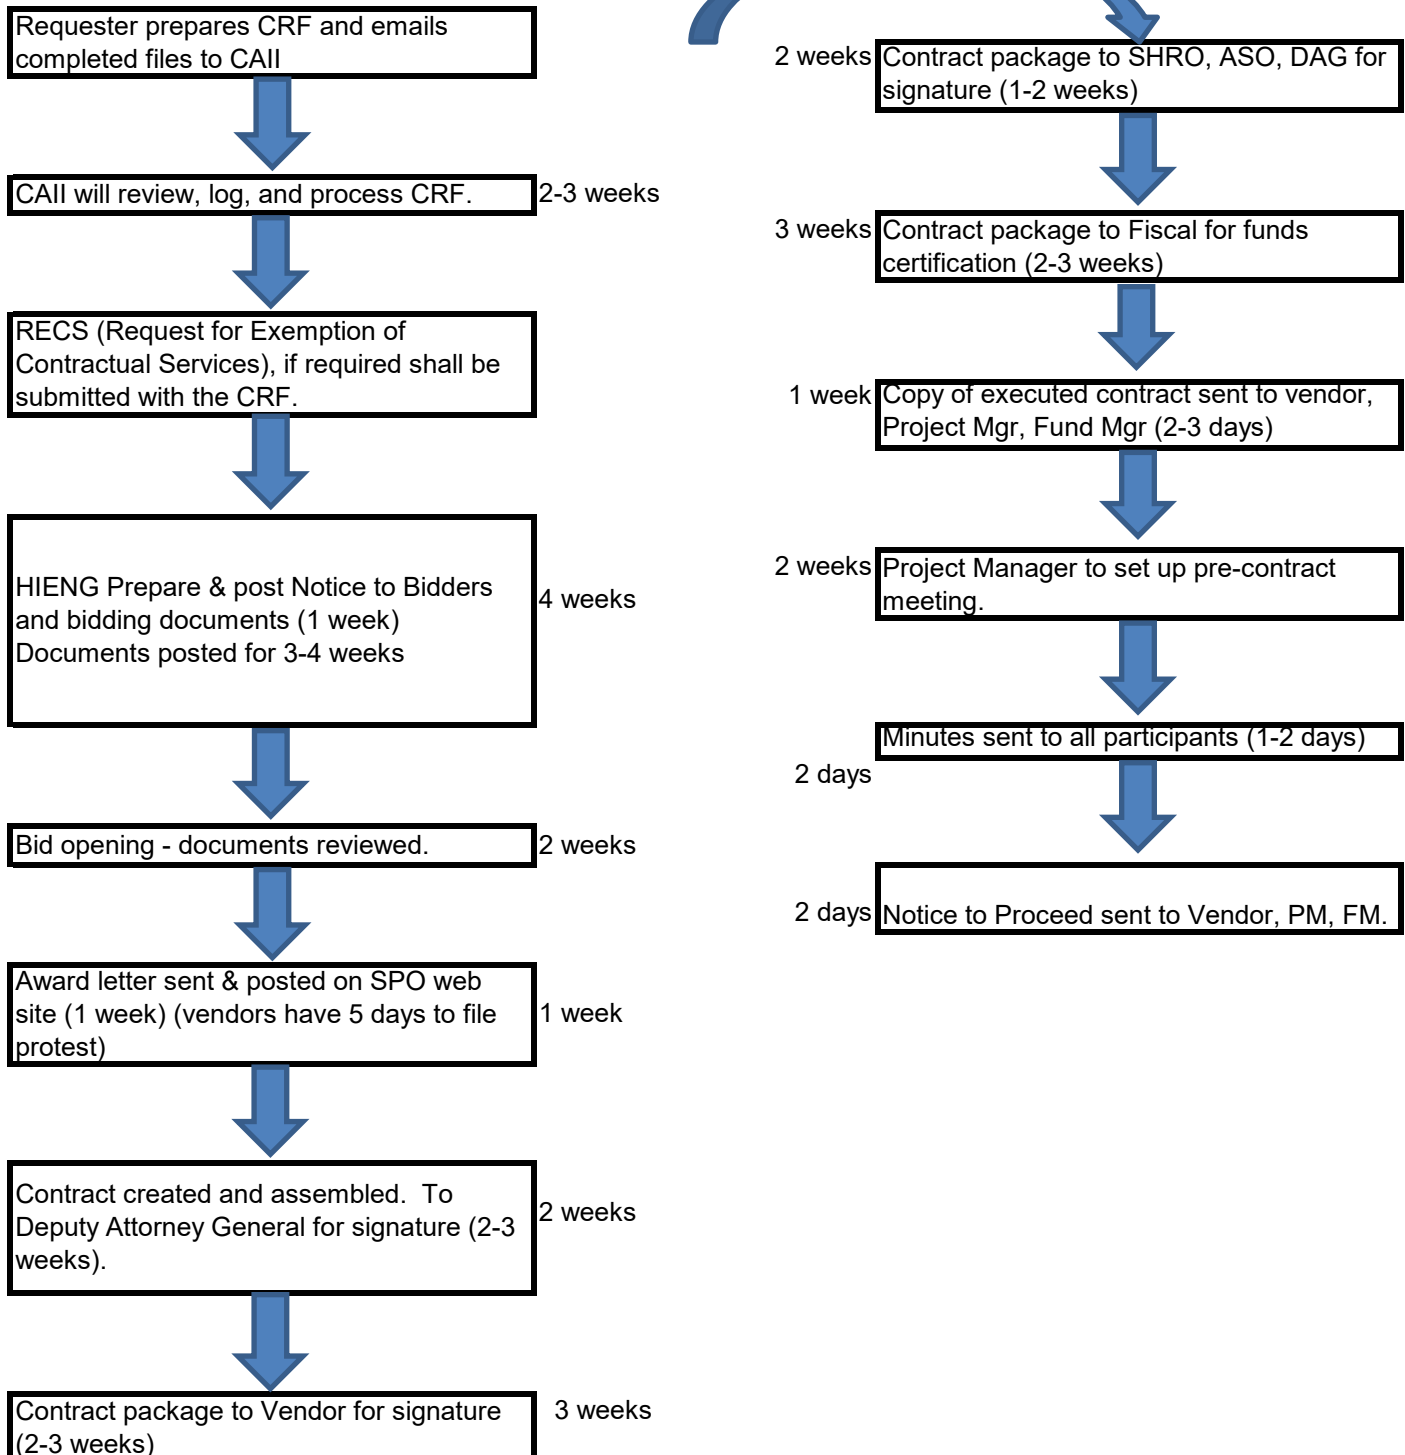 Requester prepares CRF and emails
completed files to CAII
CAII will review, log, and process CRF.
2-3 weeks
RECS (Request for Exemption of
Contractual Services), if required shall be
submitted with the CRF.
HIENG Prepare & post Notice to Bidders
and bidding documents (1 week)
Documents posted for 3-4 weeks
4 weeks
Bid opening - documents reviewed.
2 weeks
Award letter sent & posted on SPO web
site (1 week) (vendors have 5 days to file
protest)
1 week
Contract created and assembled.  To
Deputy Attorney General for signature (2-3
weeks).
2 weeks
Contract package to Vendor for signature
(2-3 weeks)
3 weeks
2 weeks
Contract package to SHRO, ASO, DAG for
signature (1-2 weeks)
3 weeks
Contract package to Fiscal for funds
certification (2-3 weeks)
1 week
Copy of executed contract sent to vendor,
Project Mgr, Fund Mgr (2-3 days)
2 weeks
Project Manager to set up pre-contract
meeting.
Minutes sent to all participants (1-2 days)
2 days
2 days
Notice to Proceed sent to Vendor, PM, FM.